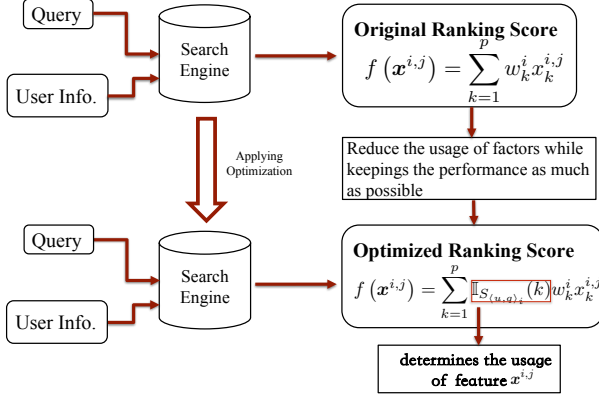 Query
User Info.
Search
Engine
Original Ranking Score
f (x^{i,j}) = \sum_{k=1}^{p} w_k^i x_k^{i,j}
Applying
Optimization
Reduce the usage of factors while
keepings the performance as much
as possible
Query
User Info.
Search
Engine
Optimized Ranking Score
f (x^{i,j}) = \sum_{k=1}^{p} 𝕀_{S_{⟨u,q⟩_i}}(k) w_k^i x_k^{i,j}
determines the usage
of feature x^{i,j}